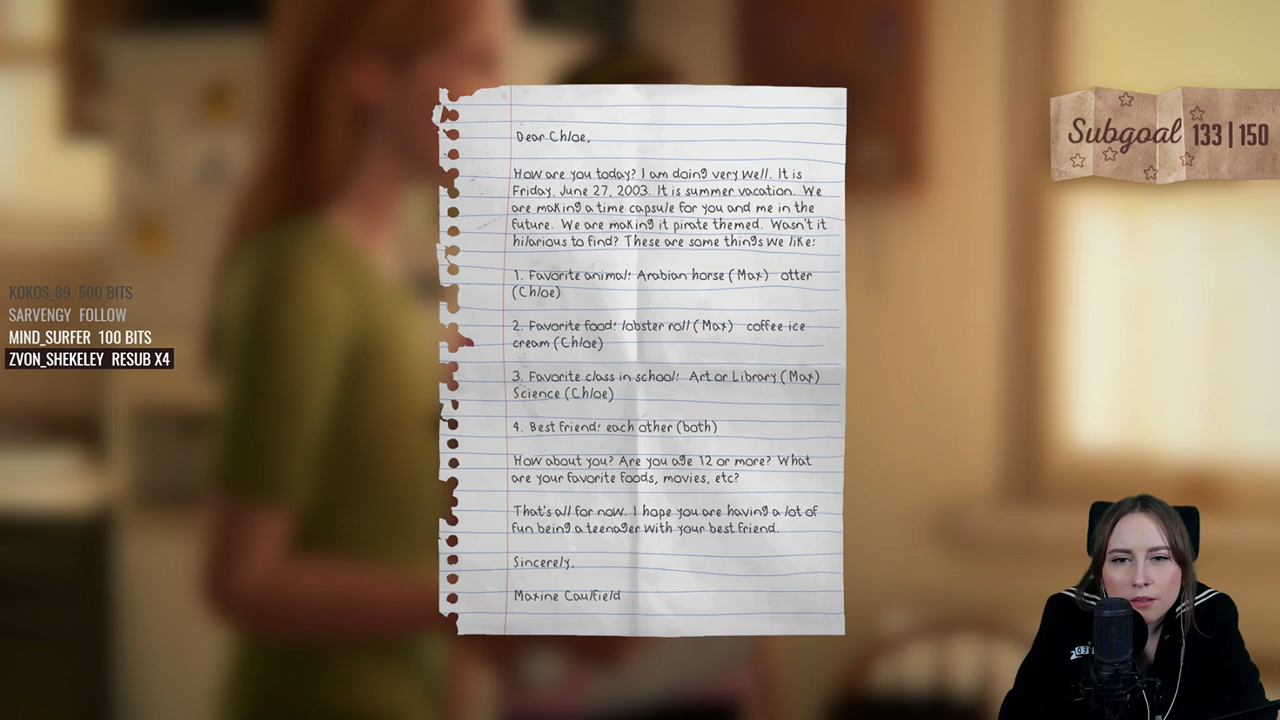 Subgoal 133 | 150
Dear Chloe,
How are you today? I am doing very well. It is
Friday, June 27, 2003. It is summer vacation. We
are making a time capsule for you and me in the
future. We are making it pirate themed. Wasn't it
hilarious to find? These are some things we like:
1. Favorite animal: Arabian horse (Max) otter
(Chloe)
2. Favorite food: lobster roll (Max) coffee ice
cream (Chloe)
3. Favorite class in school: Art or Library (Max)
Science (Chloe)
4. Best friend: each other (both)
How about you? Are you age 12 or more? What
are your favorite foods, movies, etc?
That's all for now. I hope you are having a lot of
fun being a teenager with your best friend.
Sincerely,
Maxine Caulfield
KOKOS_89 500 BITS
SARVENGY FOLLOW
MIND_SURFER 100 BITS
ZVON_SHEKELEY RESUB X4